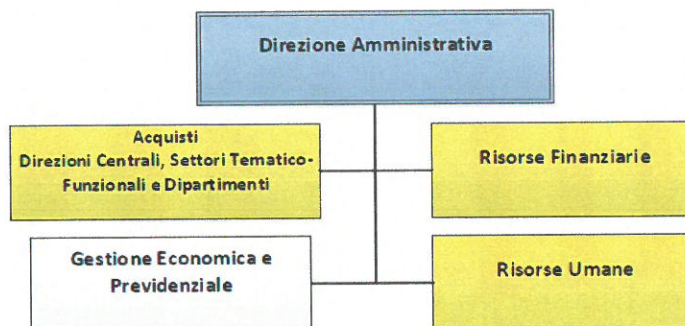 Direzione Amministrativa
Acquisti
Direzioni Centrali, Settori Tematico-
Funzionali e Dipartimenti
Risorse Finanziarie
Gestione Economica e
Previdenziale
Risorse Umane